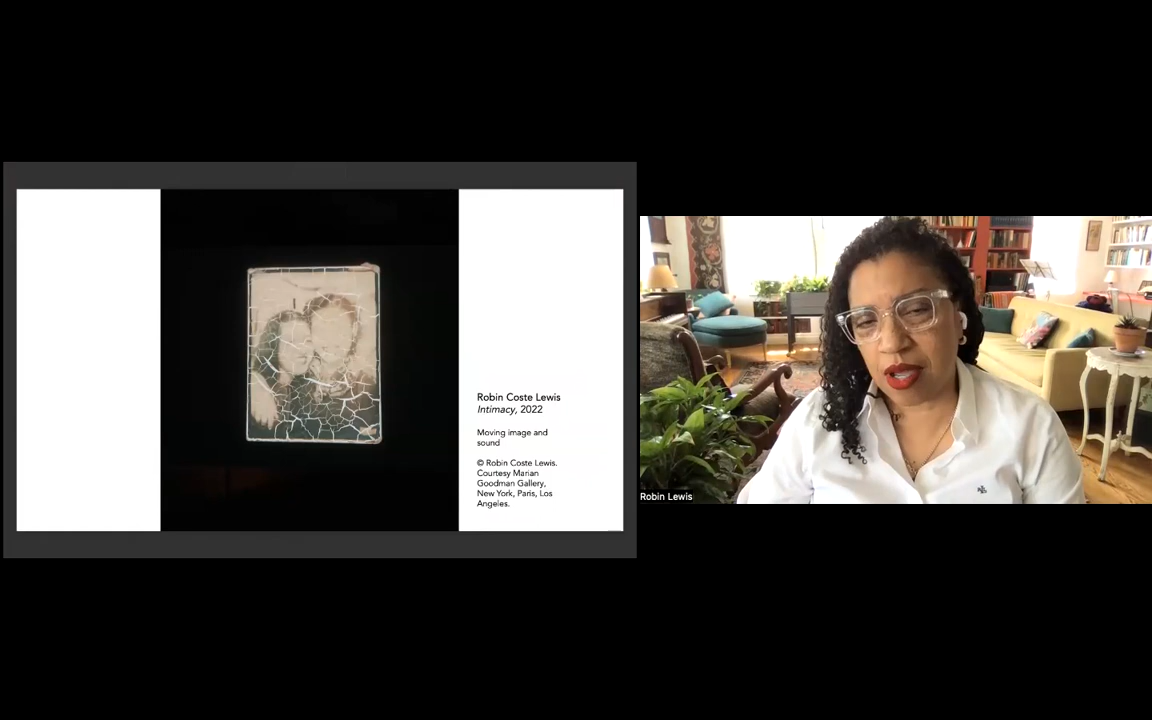 Robin Coste Lewis
Intimacy, 2022
Moving image and
sound
© Robin Coste Lewis.
Courtesy Marian
Goodman Gallery,
New York, Paris, Los
Angeles.
Robin Lewis